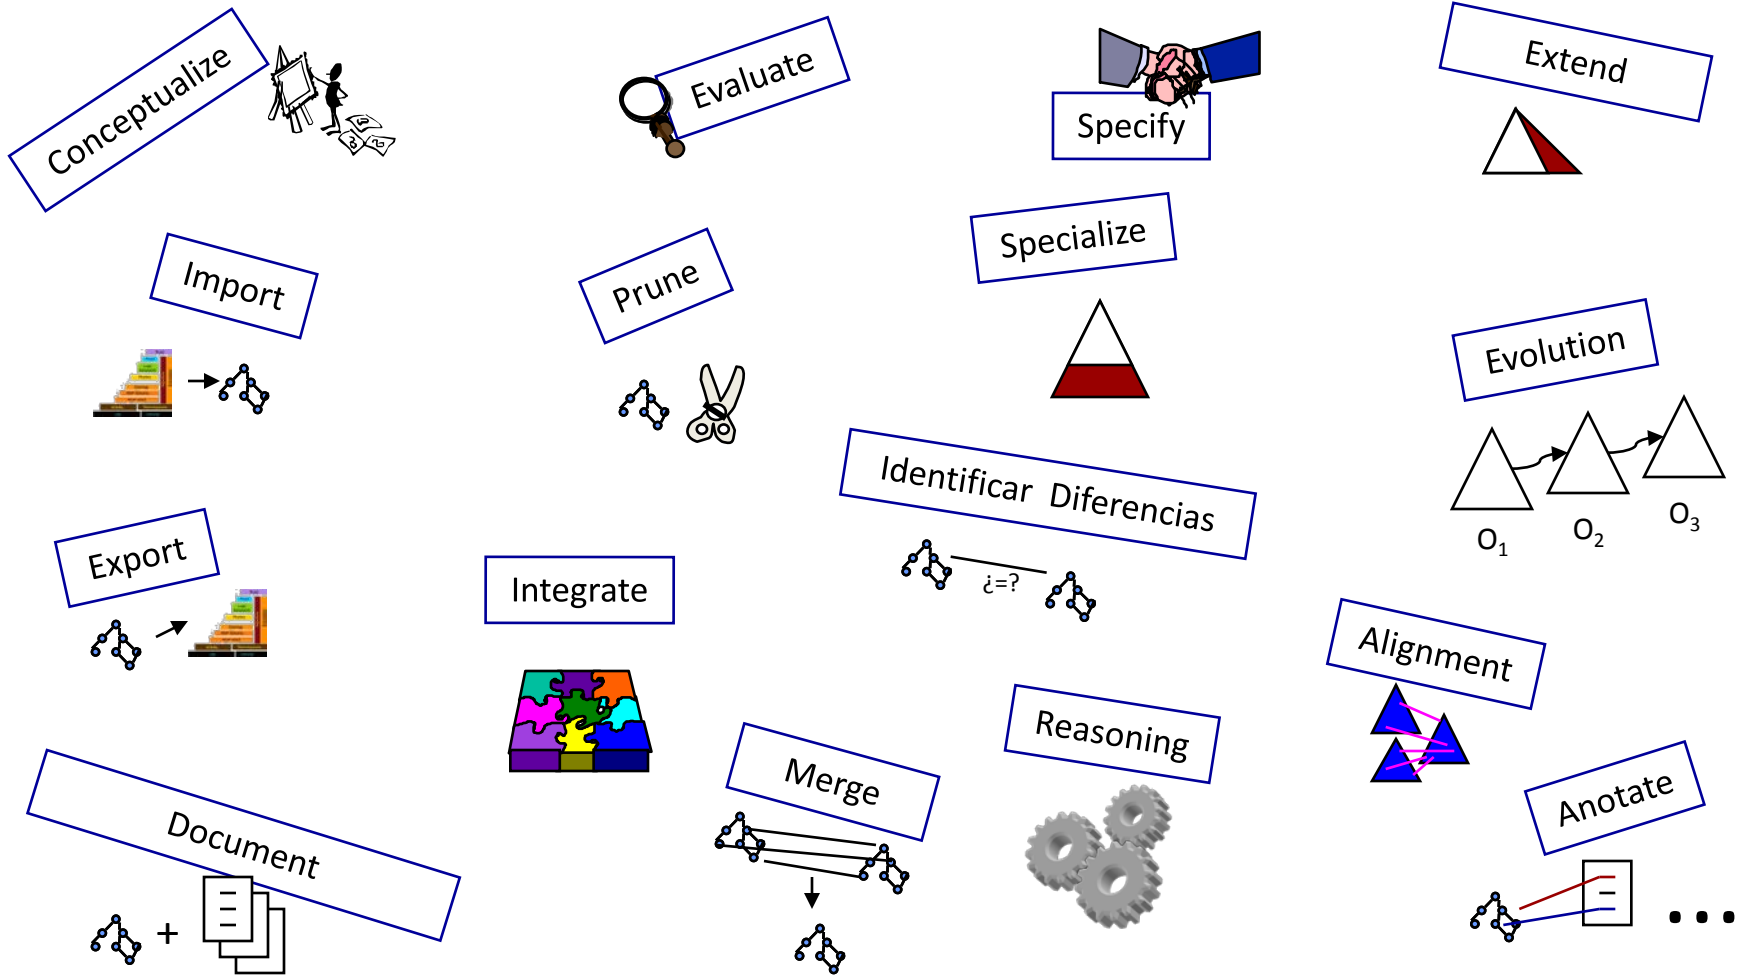 Conceptualize
Evaluate
Specify
Extend
Import
Prune
Specialize
Evolution
O1
O2
O3
Identificar Diferencias
¿=?
Export
Integrate
Alignment
Reasoning
Merge
Document
+
Anotate
...